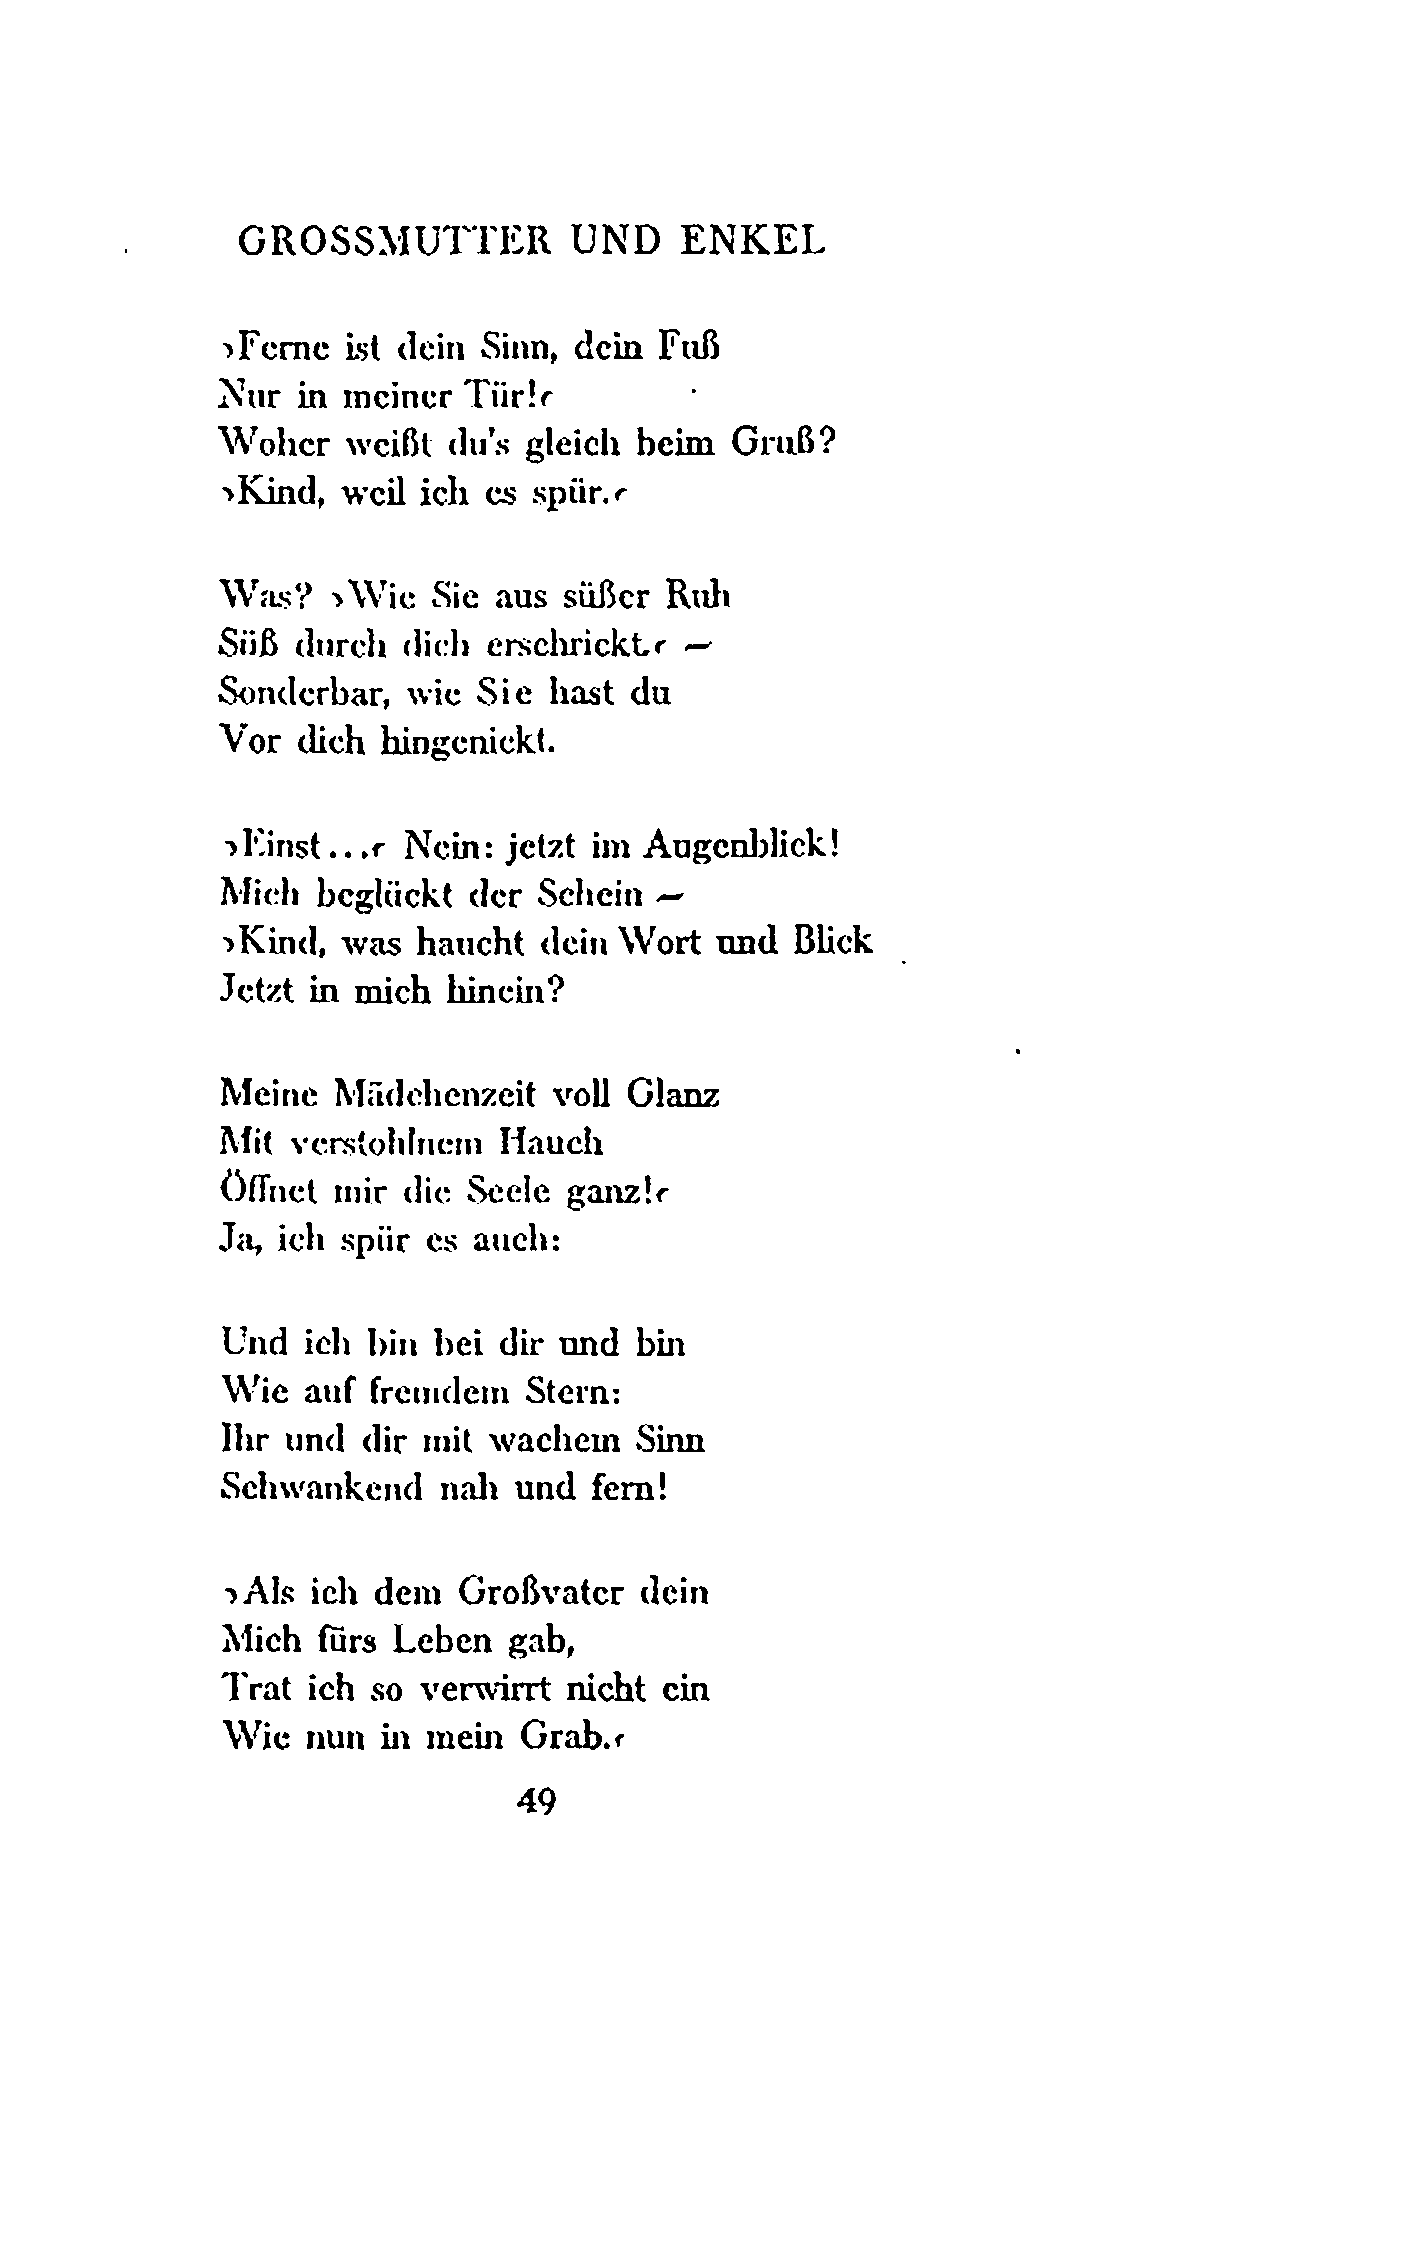 GROSSMUTTER UND ENKEL
›Ferne ist dein Sinn, dein Fuß
Nur in meiner Tür!‹
Woher weißt du's gleich beim Gruß?
›Kind, weil ich es spür.‹
Was? ›Wie Sie aus süßer Ruh
Süß durch dich erschrickt.‹ –
Sonderbar, wie Sie hast du
Vor dich hingenickt.
›Einst...‹ Nein: jetzt im Augenblick!
Mich beglückt der Schein –
›Kind, was haucht dein Wort und Blick
Jetzt in mich hinein?
Meine Mädchenzeit voll Glanz
Mit verstohlnem Hauch
Öffnet mir die Seele ganz!‹
Ja, ich spür es auch:
Und ich bin bei dir und bin
Wie auf fremdem Stern:
Ihr und dir mit wachem Sinn
Schwankend nah und fern!
›Als ich dem Großvater dein
Mich fürs Leben gab,
Trat ich so verwirrt nicht ein
Wie nun in mein Grab.‹
49